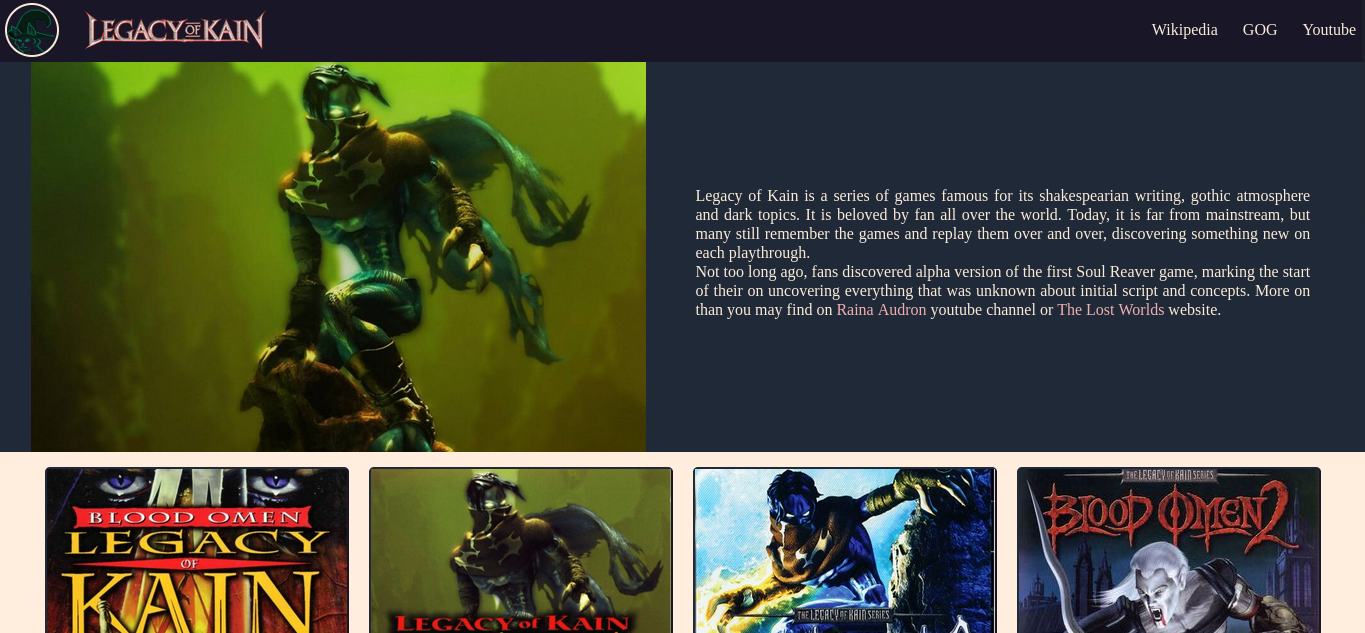 LEGACY OF KAIN
Wikipedia GOG Youtube
Legacy of Kain is a series of games famous for its shakespearian writing, gothic atmosphere
and dark topics. It is beloved by fan all over the world. Today, it is far from mainstream, but
many still remember the games and replay them over and over, discovering something new on
each playthrough.
Not too long ago, fans discovered alpha version of the first Soul Reaver game, marking the start
of their on uncovering everything that was unknown about initial script and concepts. More on
than you may find on Raina Audron youtube channel or The Lost Worlds website.
BLOOD OMEN
LEGACY
OF
KAIN
LEGACY of KAIN
THE LEGACY OF KAIN SERIES
THE LEGACY OF KAIN SERIES
BLOOD OMEN 2